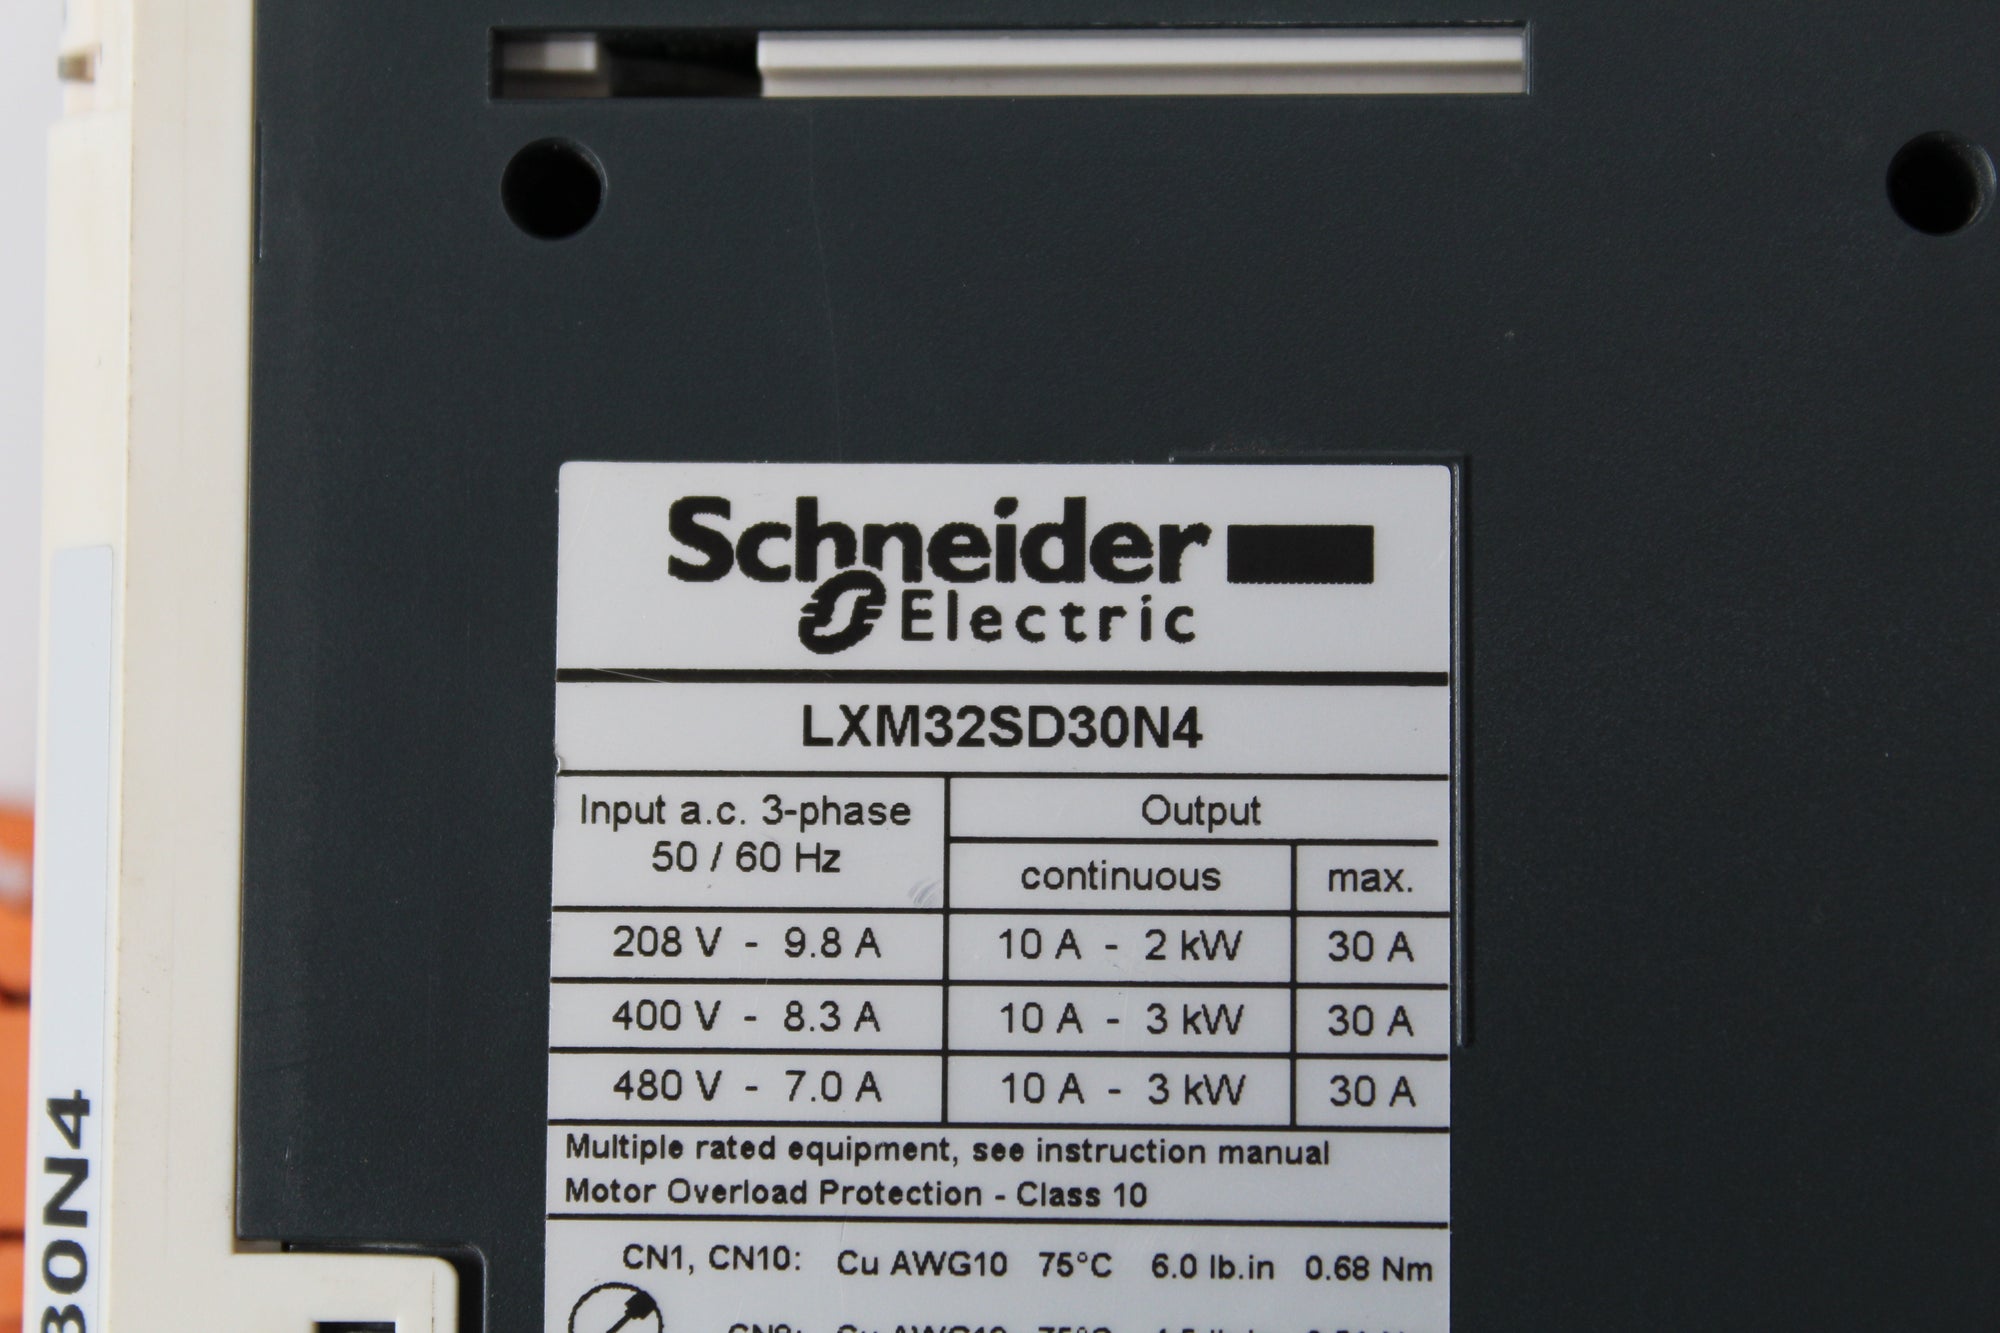 Schneider
Electric
LXM32SD30N4
Input a.c. 3-phase
50 / 60 Hz
Output
continuous
max.
208 V - 9.8 A
10 A - 2 kW
30 A
400 V - 8.3 A
10 A - 3 kW
30 A
480 V - 7.0 A
10 A - 3 kW
30 A
Multiple rated equipment, see instruction manual
Motor Overload Protection - Class 10
CN1, CN10: Cu AWG10 75°C 6.0 lb.in 0.68 Nm
30N4